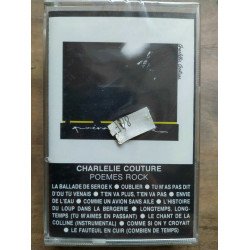 CHARLELIE COUTURE
POEMES ROCK
LA BALLADE DE SERGE K ● OUBLIER ● TU M'AS PAS DIT
D'OU TU VENAIS ● T'EN VA PLUS, T'EN VA PAS ● ENVIE
DE L'EAU ● COMME UN AVION SANS AILE ● L'HISTOIRE
DU LOUP DANS LA BERGERIE ● LONGTEMPS, LONG-
TEMPS (TU M'AIMES EN PASSANT) ● LE CHANT DE LA
COLLINE (INSTRUMENTAL) ● COMME SI ON Y CROYAIT
● LE FAUTEUIL EN CUIR (COMBIEN DE TEMPS)